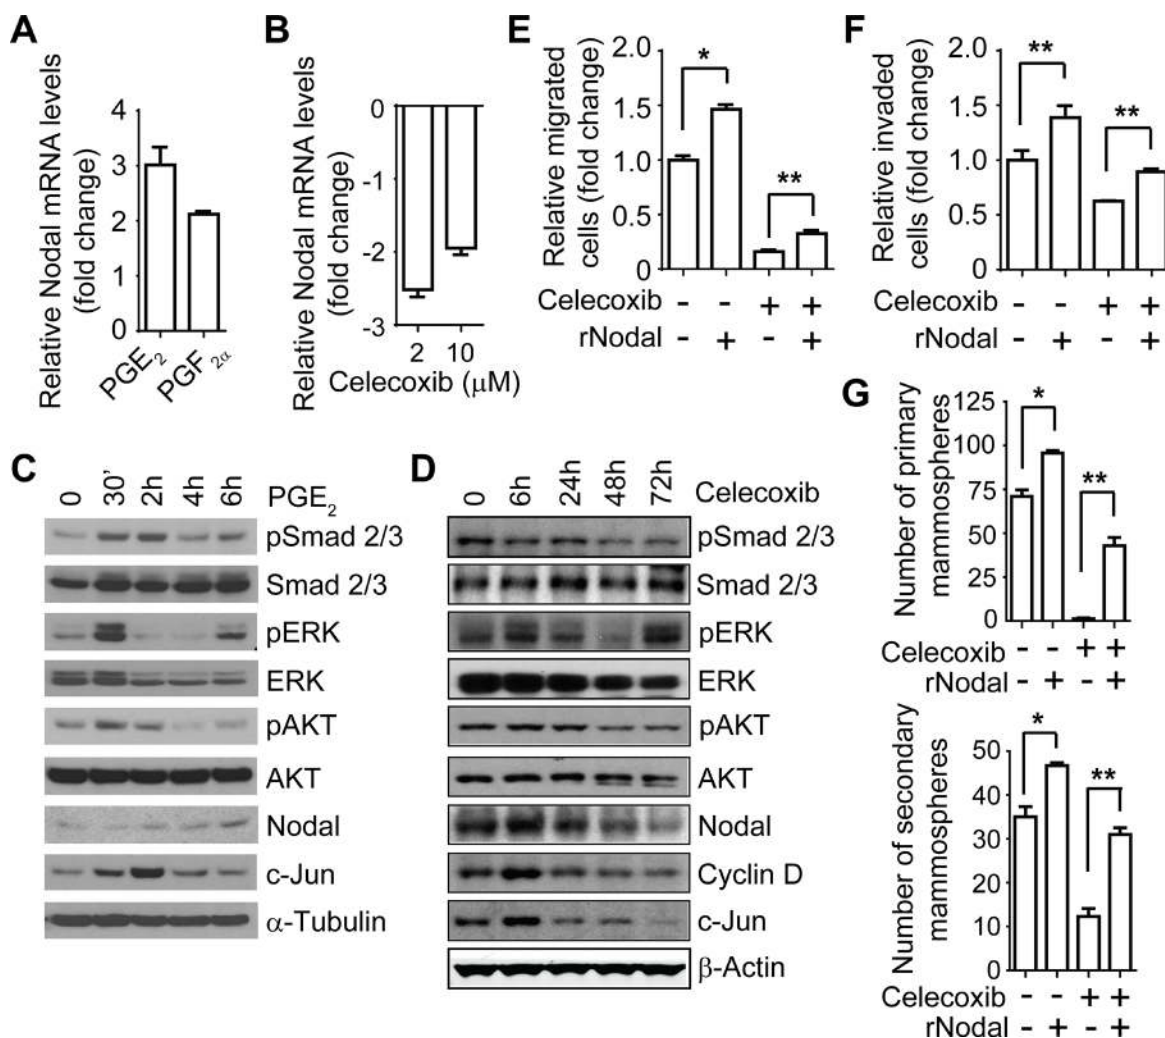 A
Relative Nodal mRNA levels
(fold change)
4
3
2
1
0
PGE2
PGF2α
B
Relative Nodal mRNA levels
(fold change)
0
-1
-2
-3
2 10
Celecoxib (μM)
E
Relative migrated
cells (fold change)
2.0
1.5
1.0
0.5
0
*
**
Celecoxib - - + +
rNodal - + - +
F
Relative invaded
cells (fold change)
2.0
1.5
1.0
0.5
0
**
**
Celecoxib - - + +
rNodal - + - +
C
0 30' 2h 4h 6h PGE2
pSmad 2/3
Smad 2/3
pERK
ERK
pAKT
AKT
Nodal
c-Jun
α-Tubulin
D
0 6h 24h 48h 72h Celecoxib
pSmad 2/3
Smad 2/3
pERK
ERK
pAKT
AKT
Nodal
Cyclin D
c-Jun
β-Actin
G
Number of primary
mammospheres
125
100
75
50
25
0
*
**
Celecoxib - - + +
rNodal - + - +
Number of secondary
mammospheres
50
40
30
20
10
0
*
**
Celecoxib - - + +
rNodal - + - +